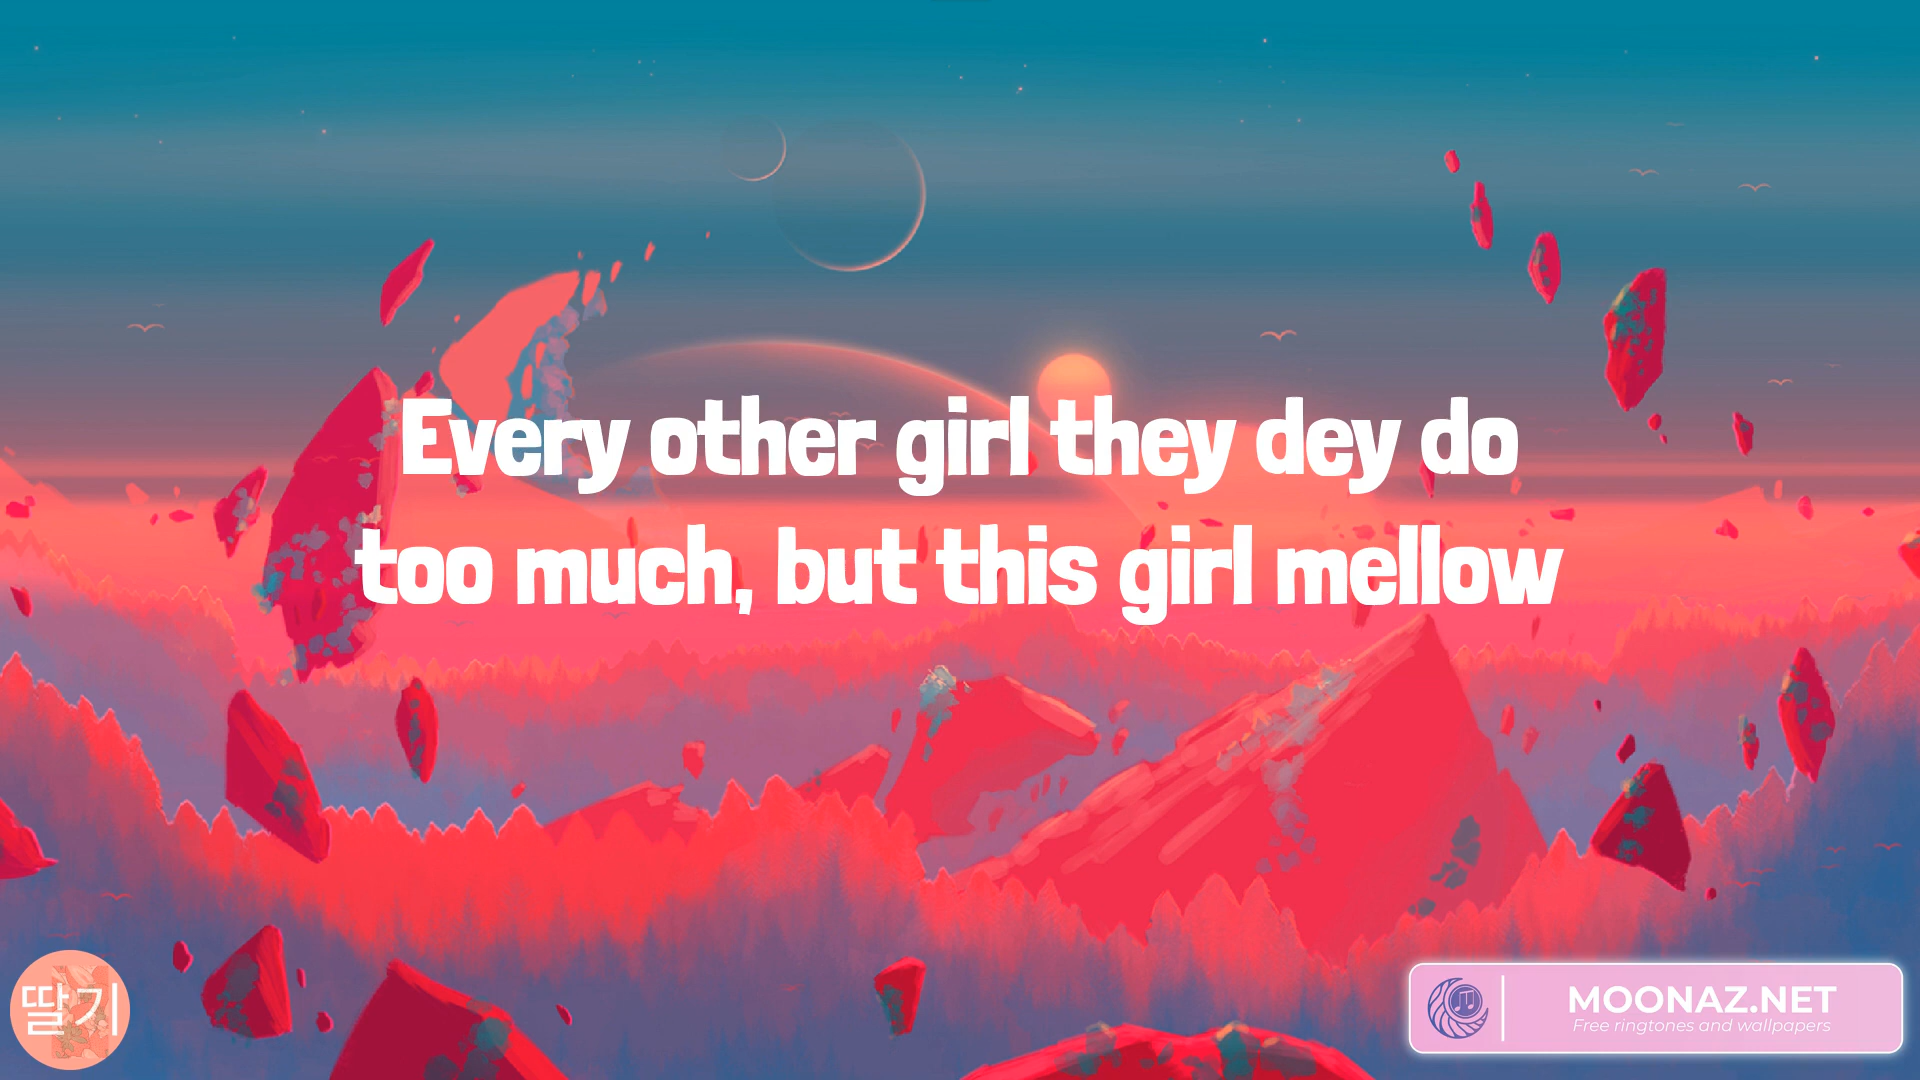 Every other girl they dey do
too much, but this girl mellow
딸기
MOONAZ.NET
Free ringtones and wallpapers